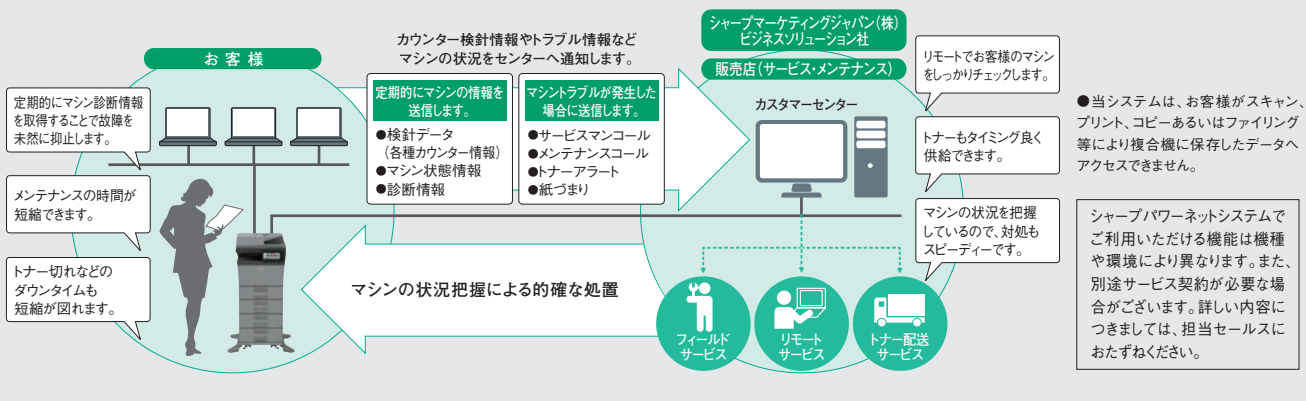 お客様
定期的にマシン診断情報
を取得することで故障を
未然に抑止します。
メンテナンスの時間が
短縮できます。
トナー切れなどの
ダウンタイムも
短縮が図れます。
カウンター検針情報やトラブル情報など
マシンの状況をセンターへ通知します。
定期的にマシンの情報を
送信します。
●検針データ
（各種カウンター情報）
●マシン状態情報
●診断情報
マシントラブルが発生した
場合に送信します。
●サービスマンコール
●メンテナンスコール
●トナーアラート
●紙づまり
マシンの状況把握による的確な処置
シャープマーケティングジャパン（株）
ビジネスソリューション社
販売店（サービス・メンテナンス）
カスタマーセンター
リモートでお客様のマシン
をしっかりチェックします。
トナーもタイミング良く
供給できます。
マシンの状況を把握
しているので、対処も
スピーディーです。
フィールド
サービス
リモート
サービス
トナー配送
サービス
●当システムは、お客様がスキャン、
プリント、コピーあるいはファイリング
等により複合機に保存したデータへ
アクセスできません。
シャープパワーネットシステムで
ご利用いただける機能は機種
や環境により異なります。また、
別途サービス契約が必要な場
合がございます。詳しい内容に
つきましては、担当セールスに
おたずねください。